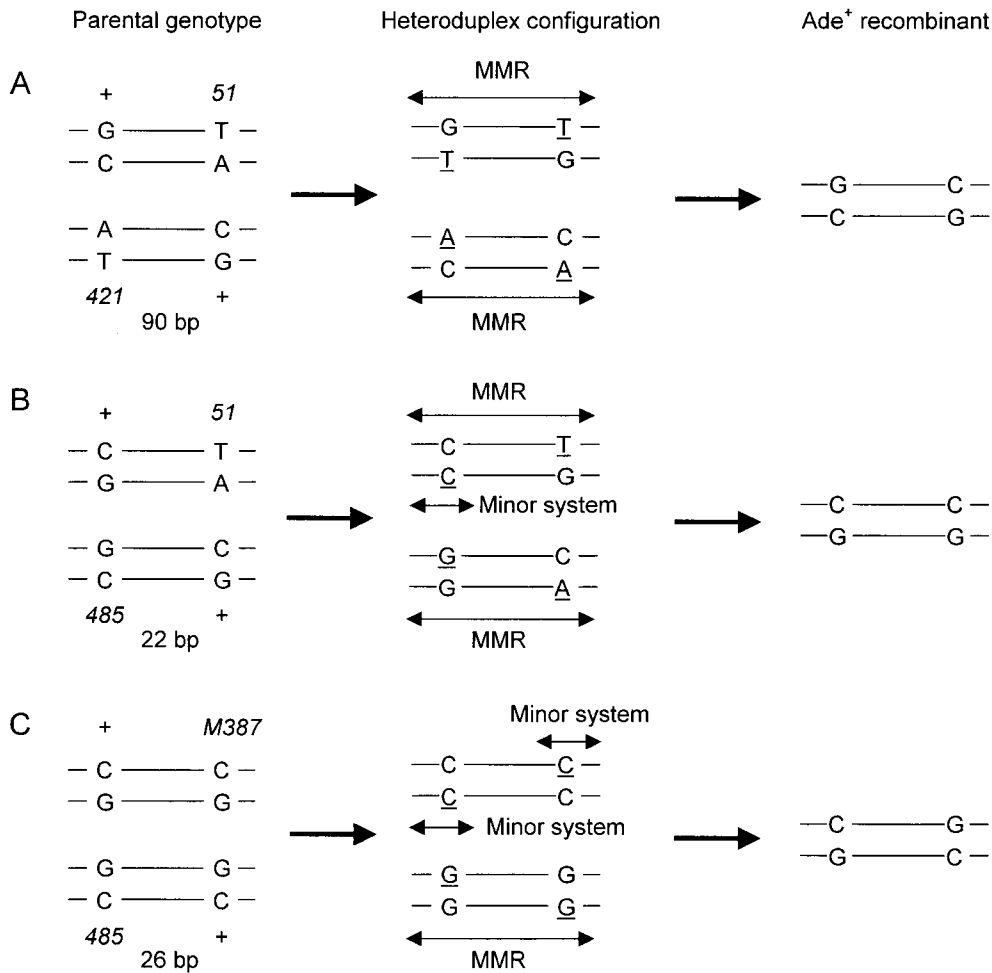 Parental genotype Heteroduplex configuration Ade⁺ recombinant
A
+ 51
MMR
G T
C A
G T
T G
A C
T G
A C
C A
G C
C G
421 +
90 bp
MMR
B
+ 51
MMR
C T
G A
C T
C G
Minor system
G C
C G
G C
G A
C C
G G
485 +
22 bp
MMR
C
+ M387
Minor system
C C
G G
C C
C C
Minor system
G G
C C
G G
G G
C G
G C
485 +
26 bp
MMR